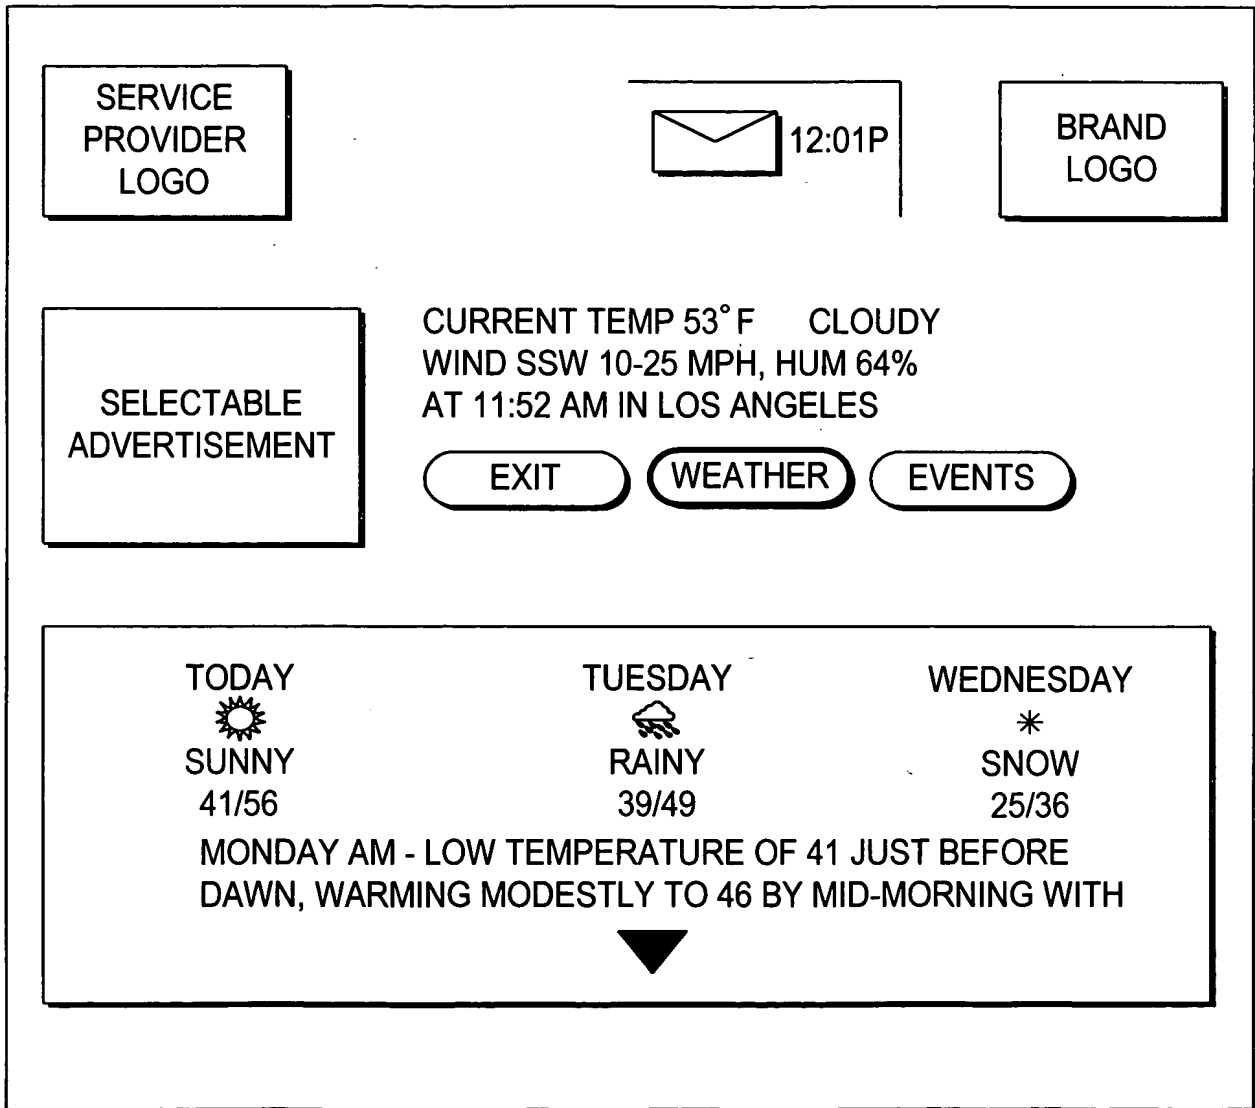 SERVICE
PROVIDER
LOGO
12:01P
BRAND
LOGO
SELECTABLE
ADVERTISEMENT
CURRENT TEMP 53°F CLOUDY
WIND SSW 10-25 MPH, HUM 64%
AT 11:52 AM IN LOS ANGELES
EXIT WEATHER EVENTS
TODAY TUESDAY WEDNESDAY
SUNNY RAINY SNOW
41/56 39/49 25/36
MONDAY AM - LOW TEMPERATURE OF 41 JUST BEFORE
DAWN, WARMING MODESTLY TO 46 BY MID-MORNING WITH